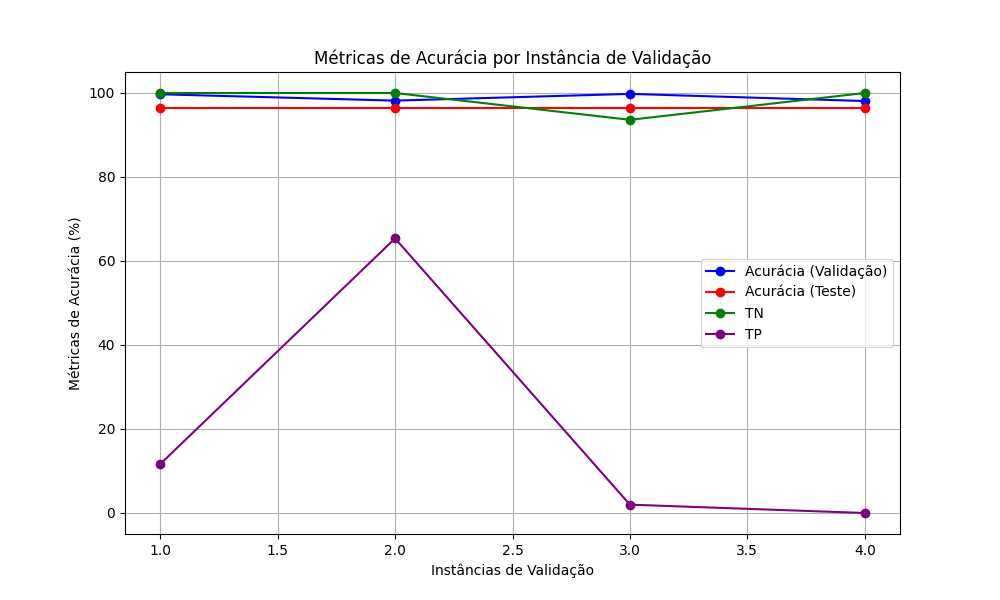 Métricas de Acurácia por Instância de Validação
Métricas de Acurácia (%)
100
80
60
40
20
0
Acurácia (Validação)
Acurácia (Teste)
TN
TP
1.0 1.5 2.0 2.5 3.0 3.5 4.0
Instâncias de Validação